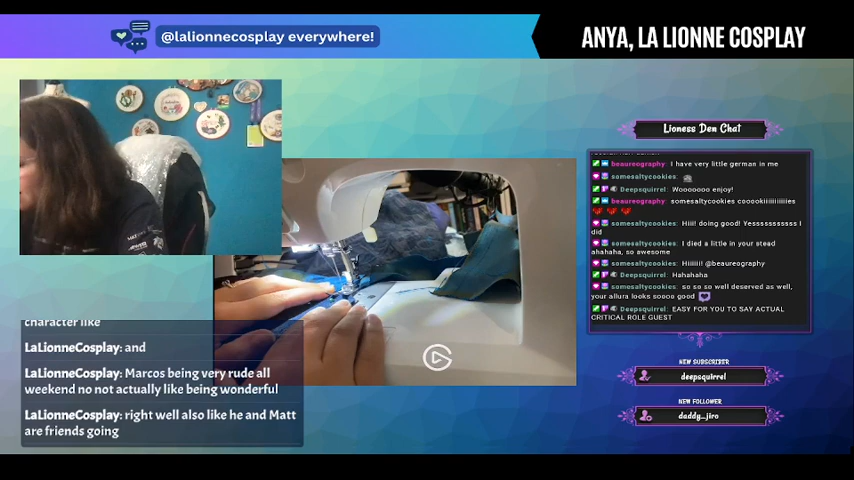 @lalionnecosplay everywhere!
ANYA, LA LIONNE COSPLAY
Lioness Den Chat
beaureography: I have very little german in me
somesaltycookies:
Deepsquirrel: Wooooooo enjoy!
beaureography: somesaltycookies cooookiiiiiiiiiies
somesaltycookies: Hiii! doing good! Yesssssssssss I
did
somesaltycookies: I died a little in your stead
ahahaha, so awesome
somesaltycookies: Hiiiiii! @beaureography
Deepsquirrel: Hahahaha
somesaltycookies: so so so well deserved as well,
your allura looks soooo good
Deepsquirrel: EASY FOR YOU TO SAY ACTUAL
CRITICAL ROLE GUEST
NEW SUBSCRIBER
deepsquirrel
NEW FOLLOWER
daddy_jiro
character like
LaLionneCosplay: and
LaLionneCosplay: Marcos being very rude all
weekend no not actually like being wonderful
LaLionneCosplay: right well also like he and Matt
are friends going